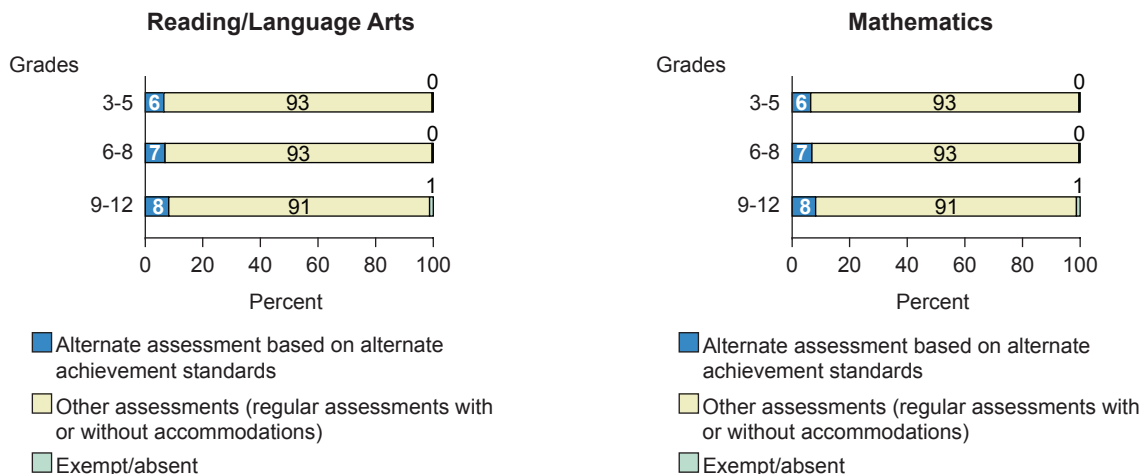 Reading/Language Arts
Grades
0
3-5 6 93
0
6-8 7 93
1
9-12 8 91
0 20 40 60 80 100
Percent
Alternate assessment based on alternate
achievement standards
Other assessments (regular assessments with
or without accommodations)
Exempt/absent
Mathematics
Grades
0
3-5 6 93
0
6-8 7 93
1
9-12 8 91
0 20 40 60 80 100
Percent
Alternate assessment based on alternate
achievement standards
Other assessments (regular assessments with
or without accommodations)
Exempt/absent